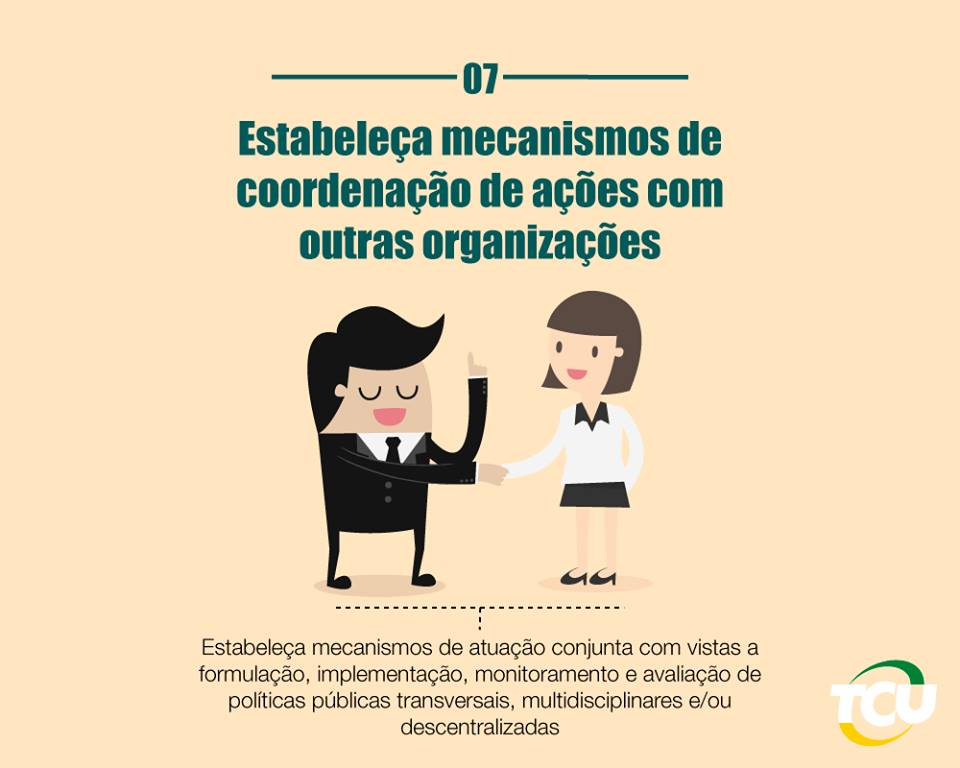 07
Estabeleça mecanismos de
coordenação de ações com
outras organizações
Estabeleça mecanismos de atuação conjunta com vistas a
formulação, implementação, monitoramento e avaliação de
políticas públicas transversais, multidisciplinares e/ou
descentralizadas
TCU